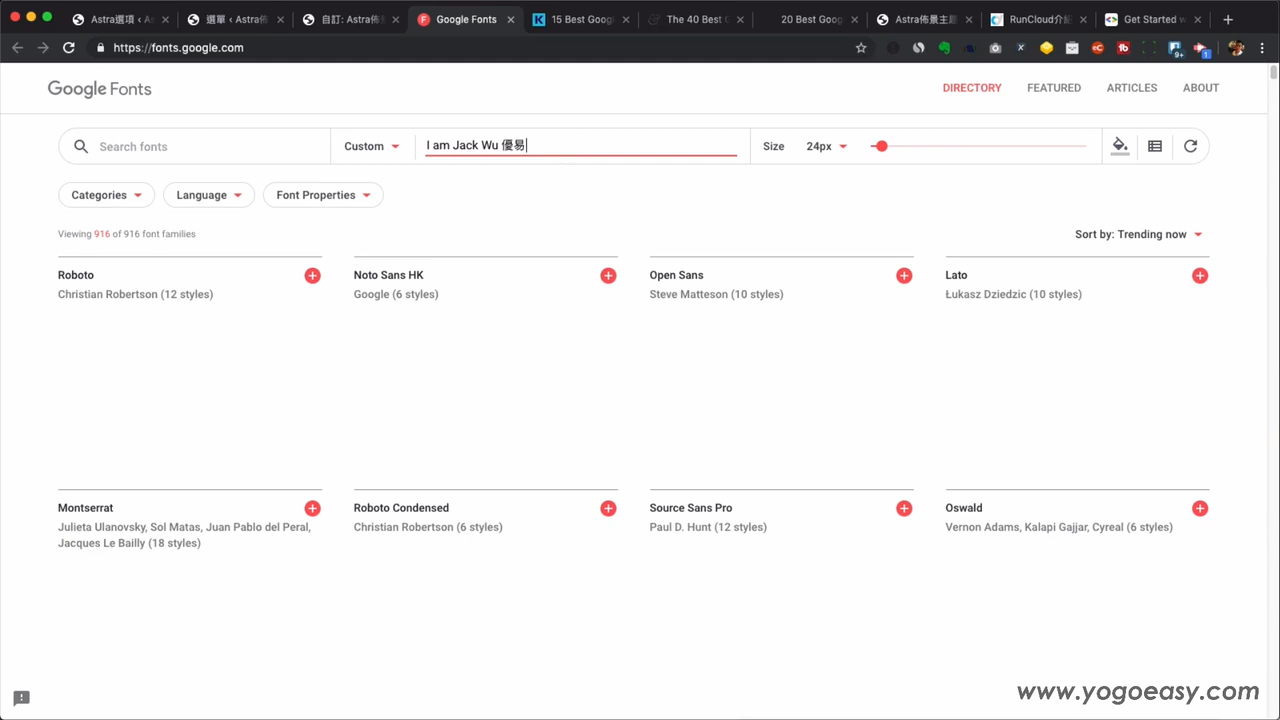 Astra選項 ‹ A
選單 ‹ Astra佈
自訂: Astra佈
Google Fonts
15 Best Goog
The 40 Best G
20 Best Goog
Astra佈景主題
RunCloud介紹
Get Started w
https://fonts.google.com
Google Fonts
DIRECTORY
FEATURED
ARTICLES
ABOUT
Search fonts
Custom
I am Jack Wu 優易
Size
24px
Categories
Language
Font Properties
Viewing 916 of 916 font families
Sort by: Trending now
Roboto
Christian Robertson (12 styles)
Noto Sans HK
Google (6 styles)
Open Sans
Steve Matteson (10 styles)
Lato
Łukasz Dziedzic (10 styles)
Montserrat
Julieta Ulanovsky, Sol Matas, Juan Pablo del Peral,
Jacques Le Bailly (18 styles)
Roboto Condensed
Christian Robertson (6 styles)
Source Sans Pro
Paul D. Hunt (12 styles)
Oswald
Vernon Adams, Kalapi Gajjar, Cyreal (6 styles)
www.yogoeasy.com